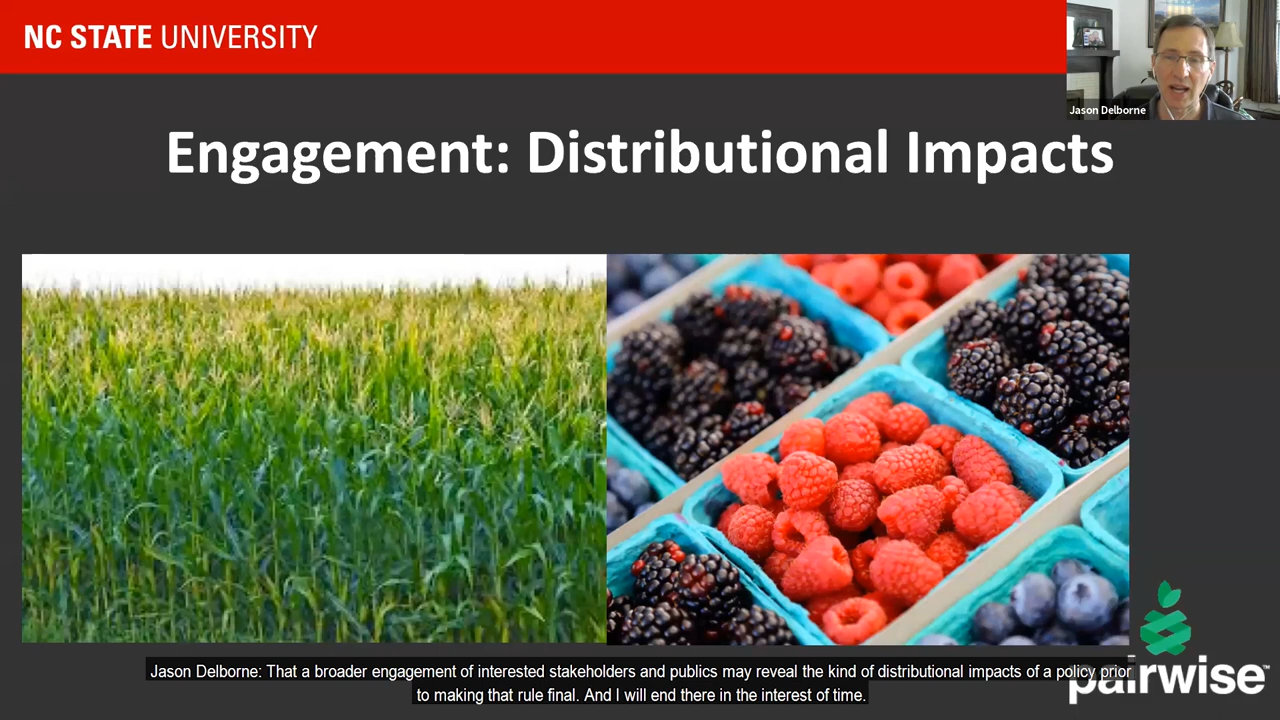 NC STATE UNIVERSITY
Jason Delborne
Engagement: Distributional Impacts
Jason Delborne: That a broader engagement of interested stakeholders and publics may reveal the kind of distributional impacts of a policy prior
to making that rule final. And I will end there in the interest of time.
pairwise™